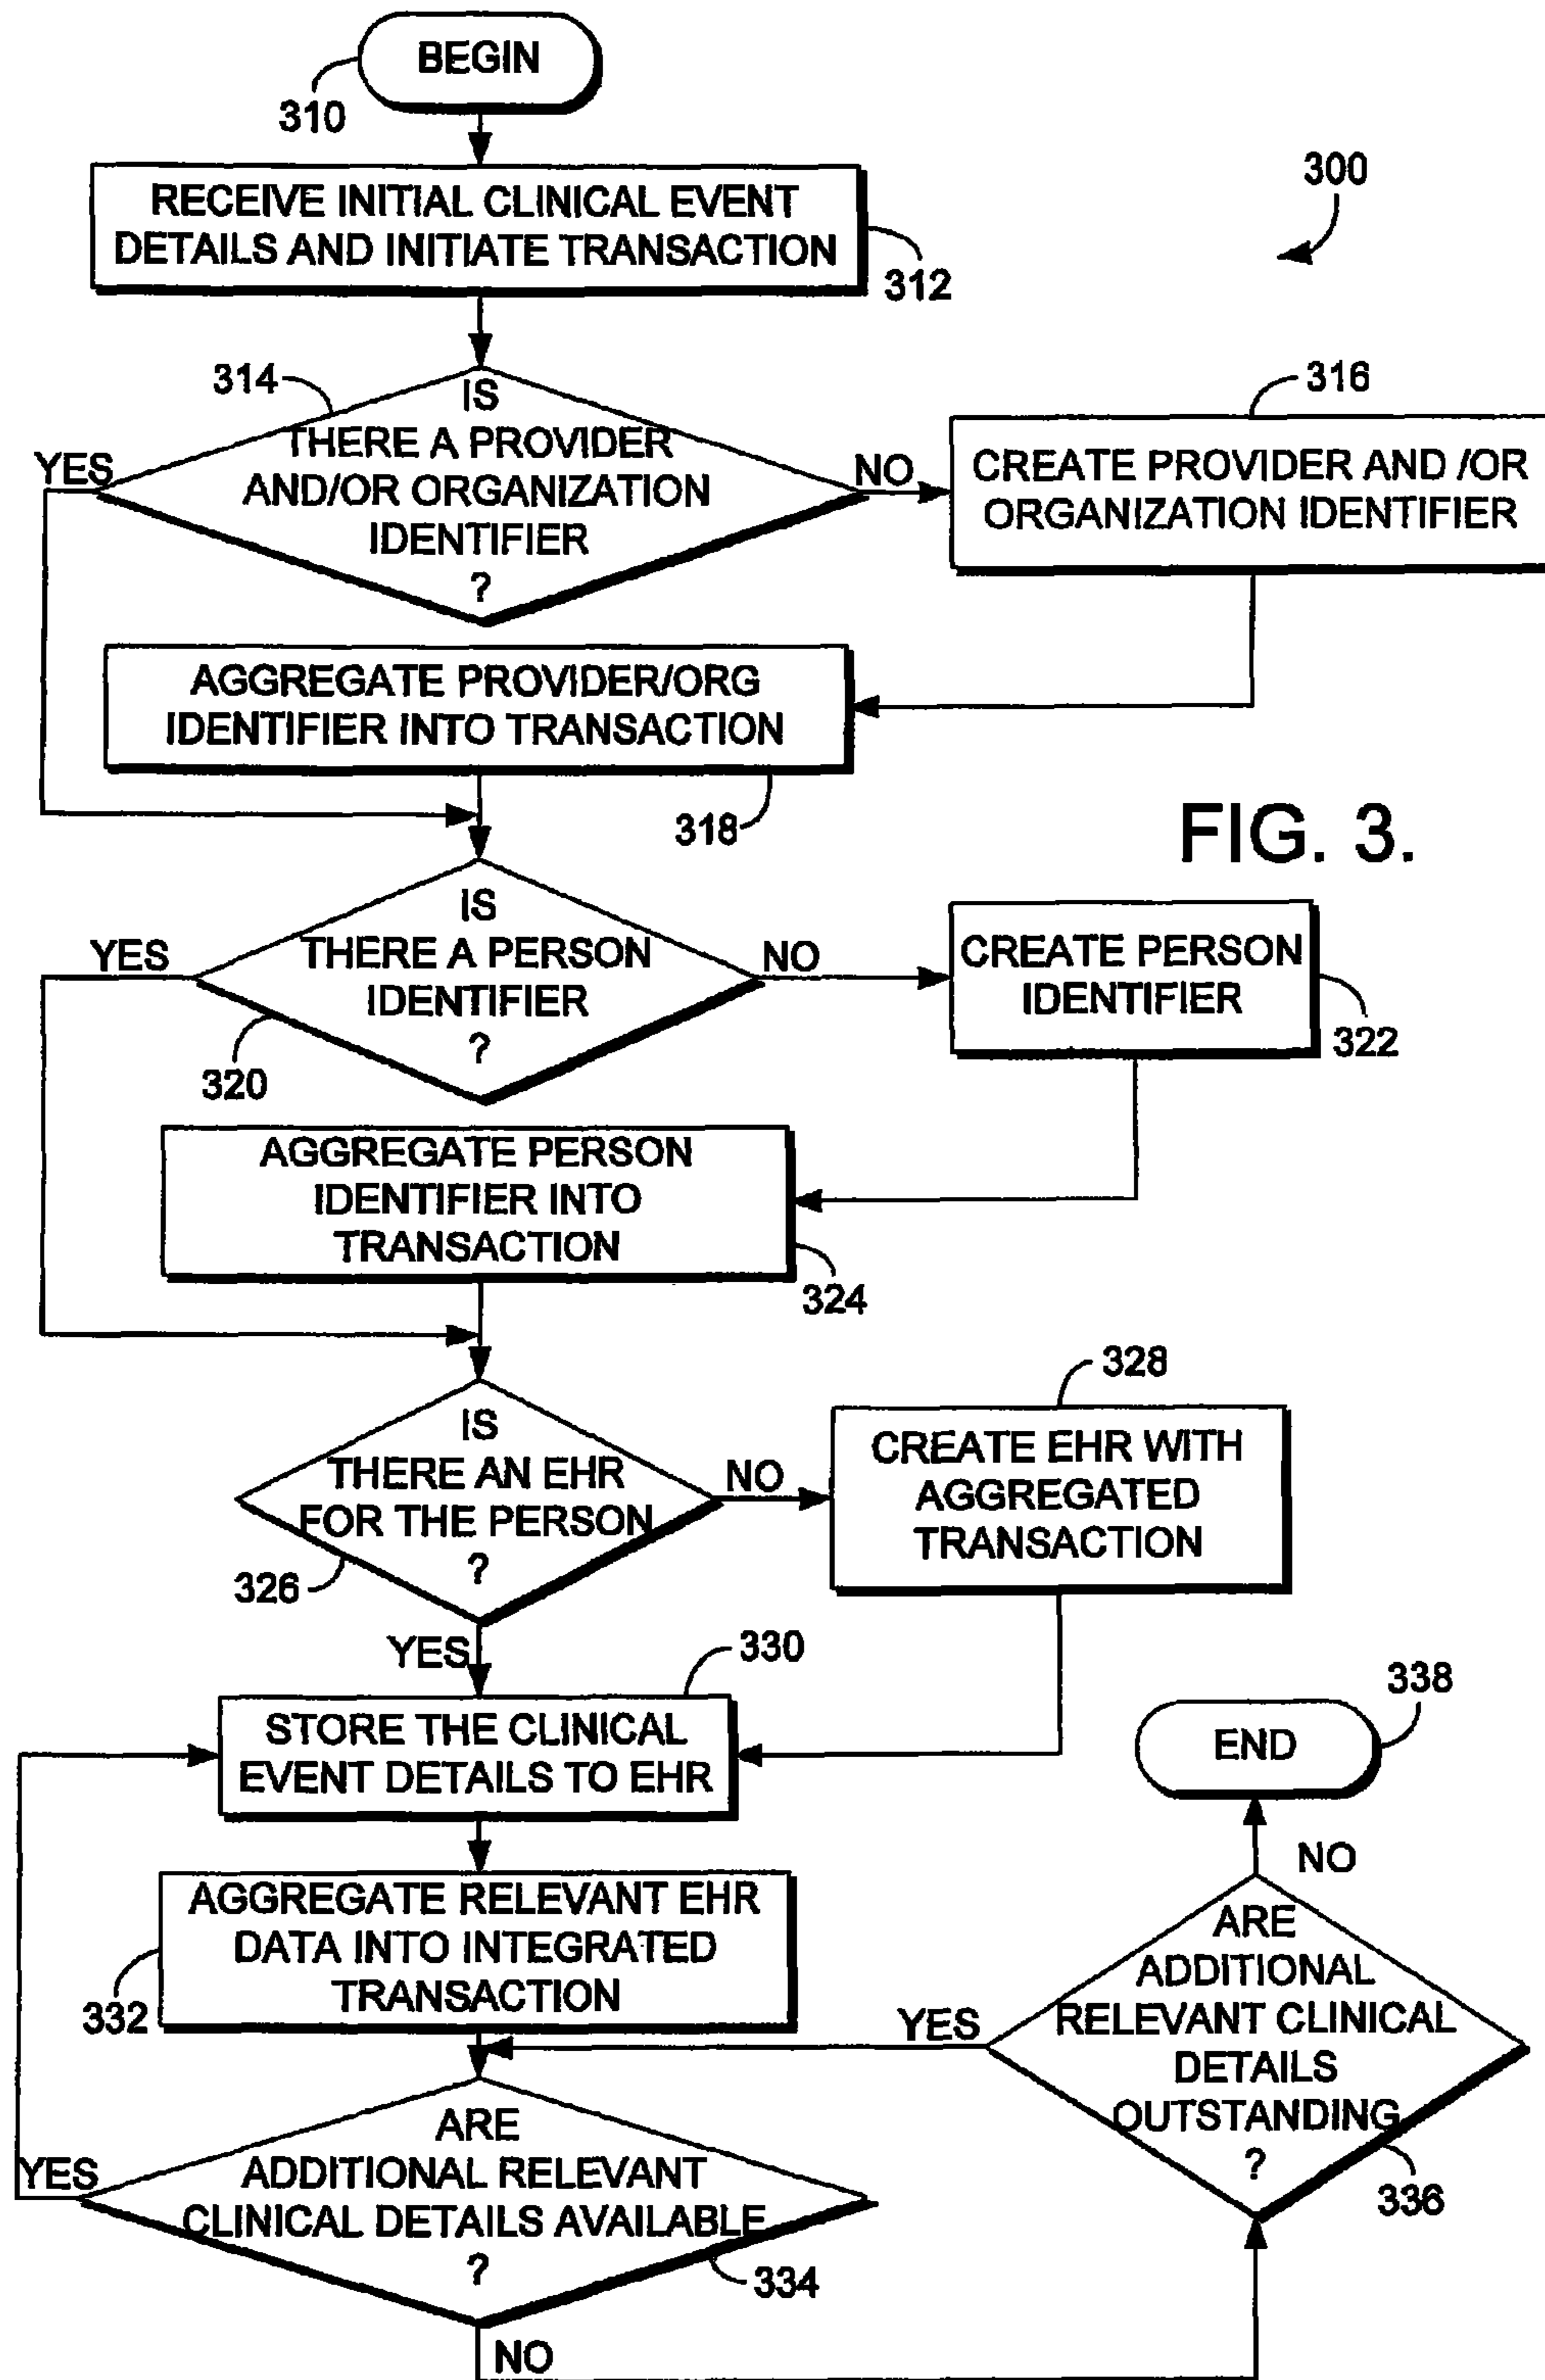 BEGIN
310
RECEIVE INITIAL CLINICAL EVENT
DETAILS AND INITIATE TRANSACTION
312
300
314
IS
THERE A PROVIDER
AND/OR ORGANIZATION
IDENTIFIER
?
YES
NO
316
CREATE PROVIDER AND /OR
ORGANIZATION IDENTIFIER
AGGREGATE PROVIDER/ORG
IDENTIFIER INTO TRANSACTION
318
FIG. 3.
IS
THERE A PERSON
IDENTIFIER
?
YES
NO
320
CREATE PERSON
IDENTIFIER
322
AGGREGATE PERSON
IDENTIFIER INTO
TRANSACTION
324
IS
THERE AN EHR
FOR THE PERSON
?
326
NO
YES
328
CREATE EHR WITH
AGGREGATED
TRANSACTION
330
STORE THE CLINICAL
EVENT DETAILS TO EHR
338
END
AGGREGATE RELEVANT EHR
DATA INTO INTEGRATED
TRANSACTION
332
NO
ARE
ADDITIONAL
RELEVANT CLINICAL
DETAILS
OUTSTANDING
?
YES
336
ARE
ADDITIONAL RELEVANT
CLINICAL DETAILS AVAILABLE
?
YES
334
NO